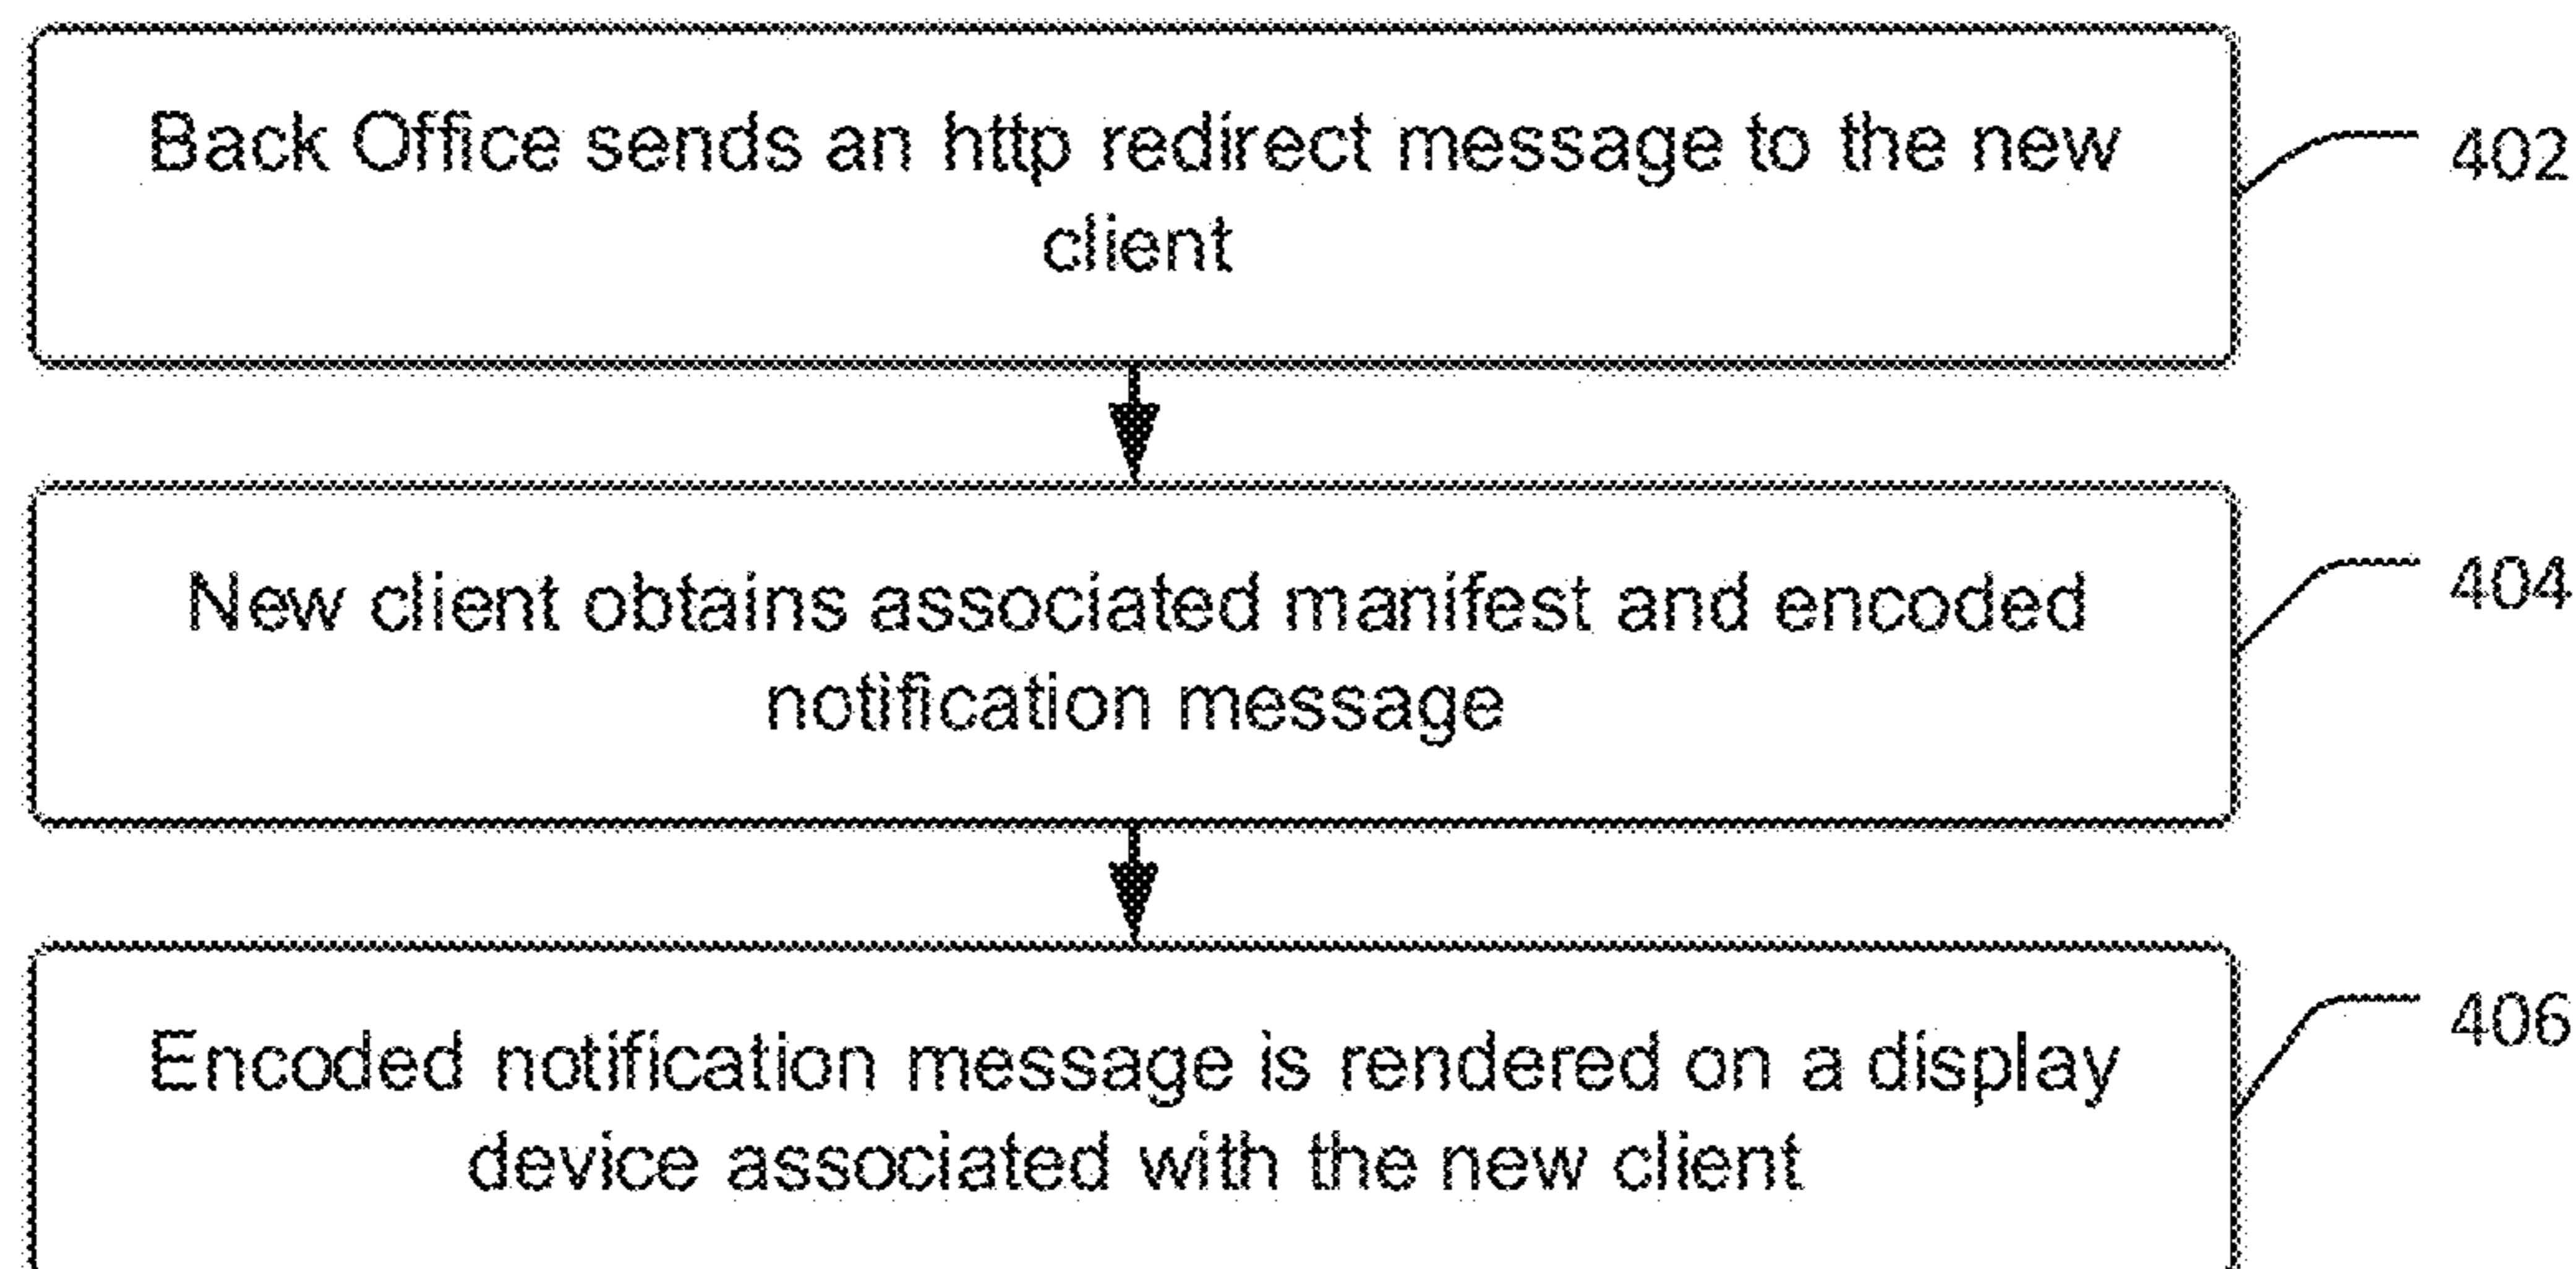 Back Office sends an http redirect message to the new
client
402
New client obtains associated manifest and encoded
notification message
404
Encoded notification message is rendered on a display
device associated with the new client
406